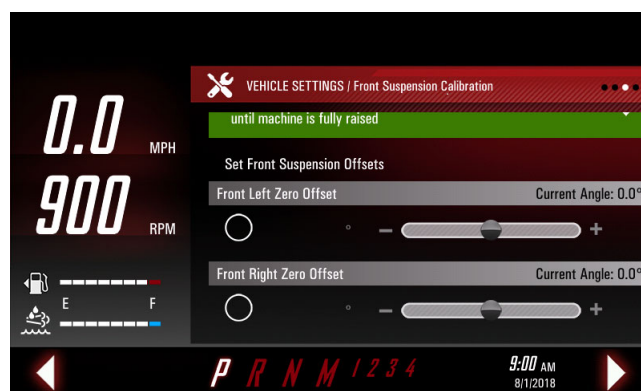 VEHICLE SETTINGS / Front Suspension Calibration
0.0 MPH
until machine is fully raised
Set Front Suspension Offsets
Front Left Zero Offset Current Angle: 0.0°
900 RPM
° − +
Front Right Zero Offset Current Angle: 0.0°
E F
° − +
P R N M 1 2 3 4
9:00 AM
8/1/2018